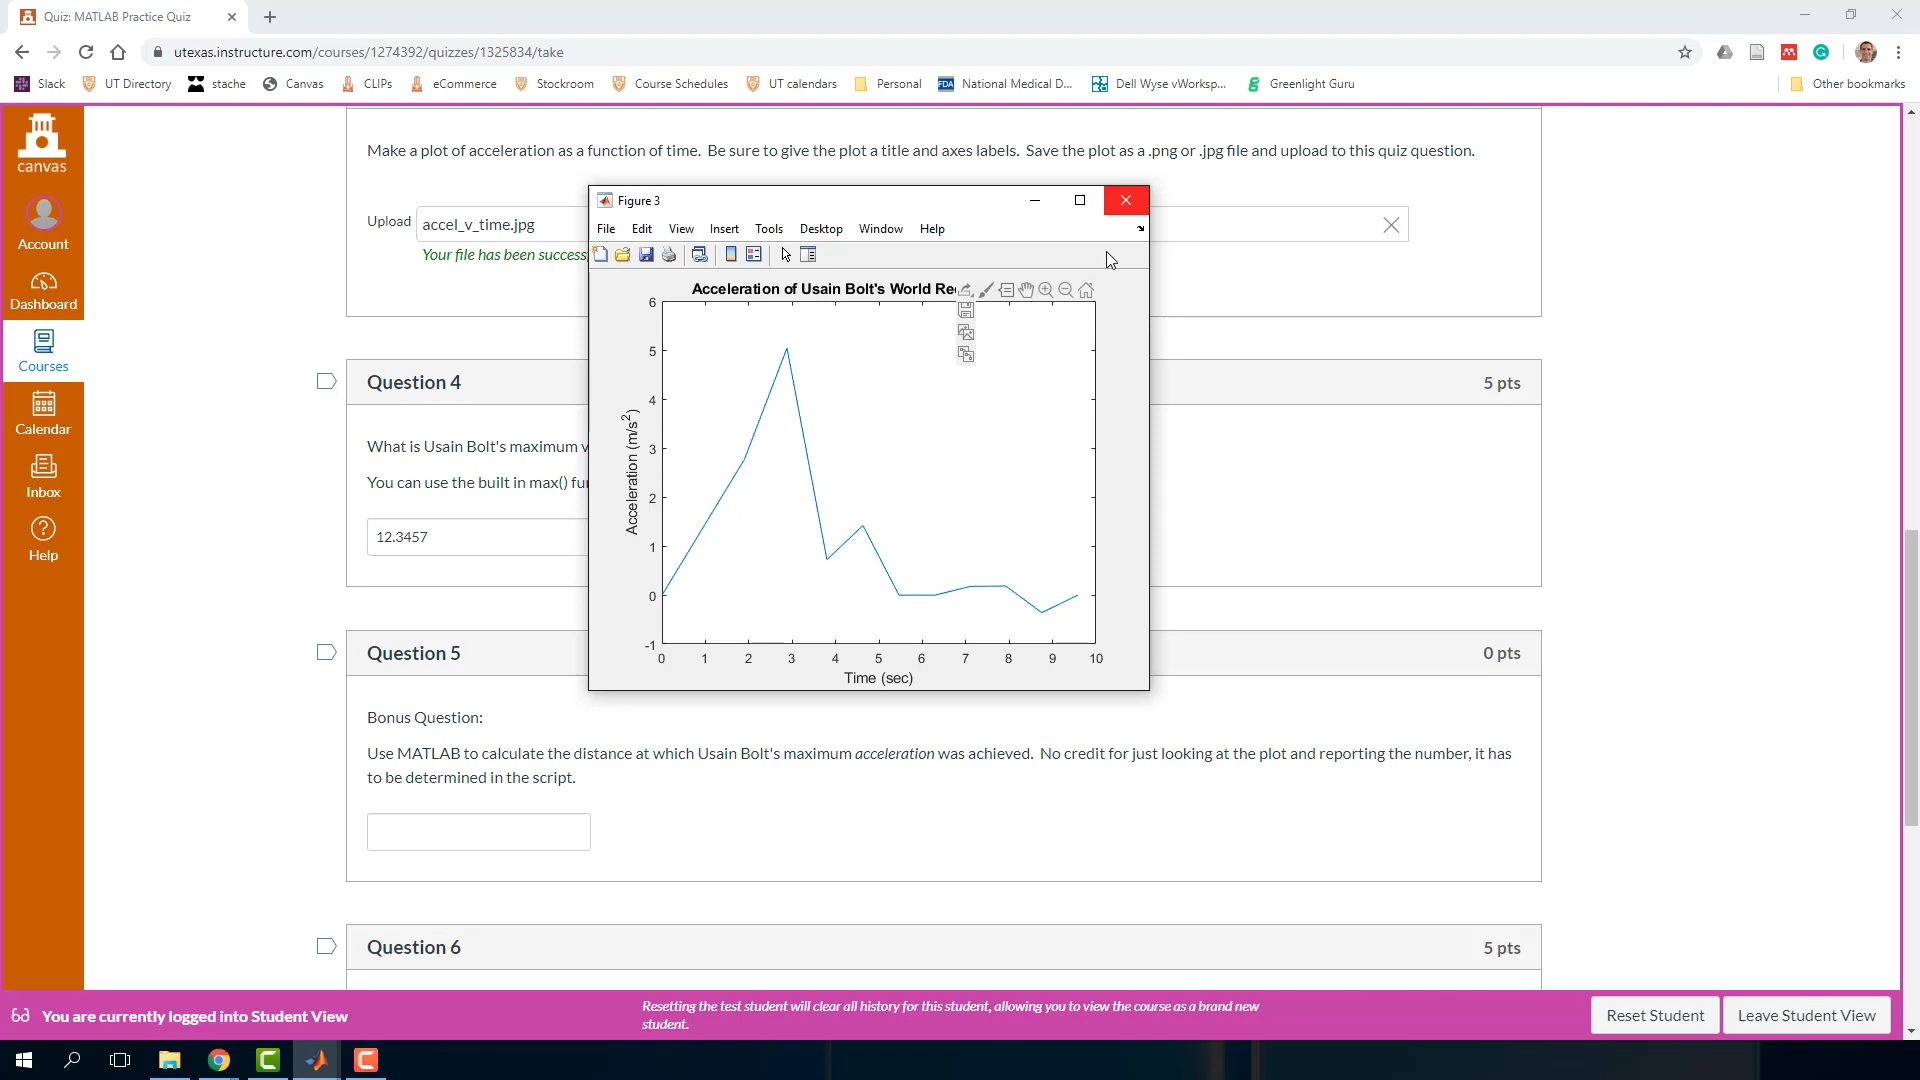 Quiz: MATLAB Practice Quiz
utexas.instructure.com/courses/1274392/quizzes/1325834/take
Slack UT Directory stache Canvas CLIPs eCommerce Stockroom Course Schedules UT calendars Personal FDA National Medical D... Dell Wyse vWorksp... Greenlight Guru Other bookmarks
canvas
Account
Dashboard
Courses
Calendar
Inbox
Help
Make a plot of acceleration as a function of time. Be sure to give the plot a title and axes labels. Save the plot as a .png or .jpg file and upload to this quiz question.
Upload accel_v_time.jpg
Your file has been success
Figure 3
File Edit View Insert Tools Desktop Window Help
Acceleration of Usain Bolt's World Re
6
5
4
3
2
1
0
-1
Acceleration (m/s2)
0 1 2 3 4 5 6 7 8 9 10
Time (sec)
Question 4 5 pts
What is Usain Bolt's maximum v
You can use the built in max() fu
12.3457
Question 5 0 pts
Bonus Question:
Use MATLAB to calculate the distance at which Usain Bolt's maximum acceleration was achieved. No credit for just looking at the plot and reporting the number, it has
to be determined in the script.
Question 6 5 pts
You are currently logged into Student View
Resetting the test student will clear all history for this student, allowing you to view the course as a brand new
student.
Reset Student Leave Student View